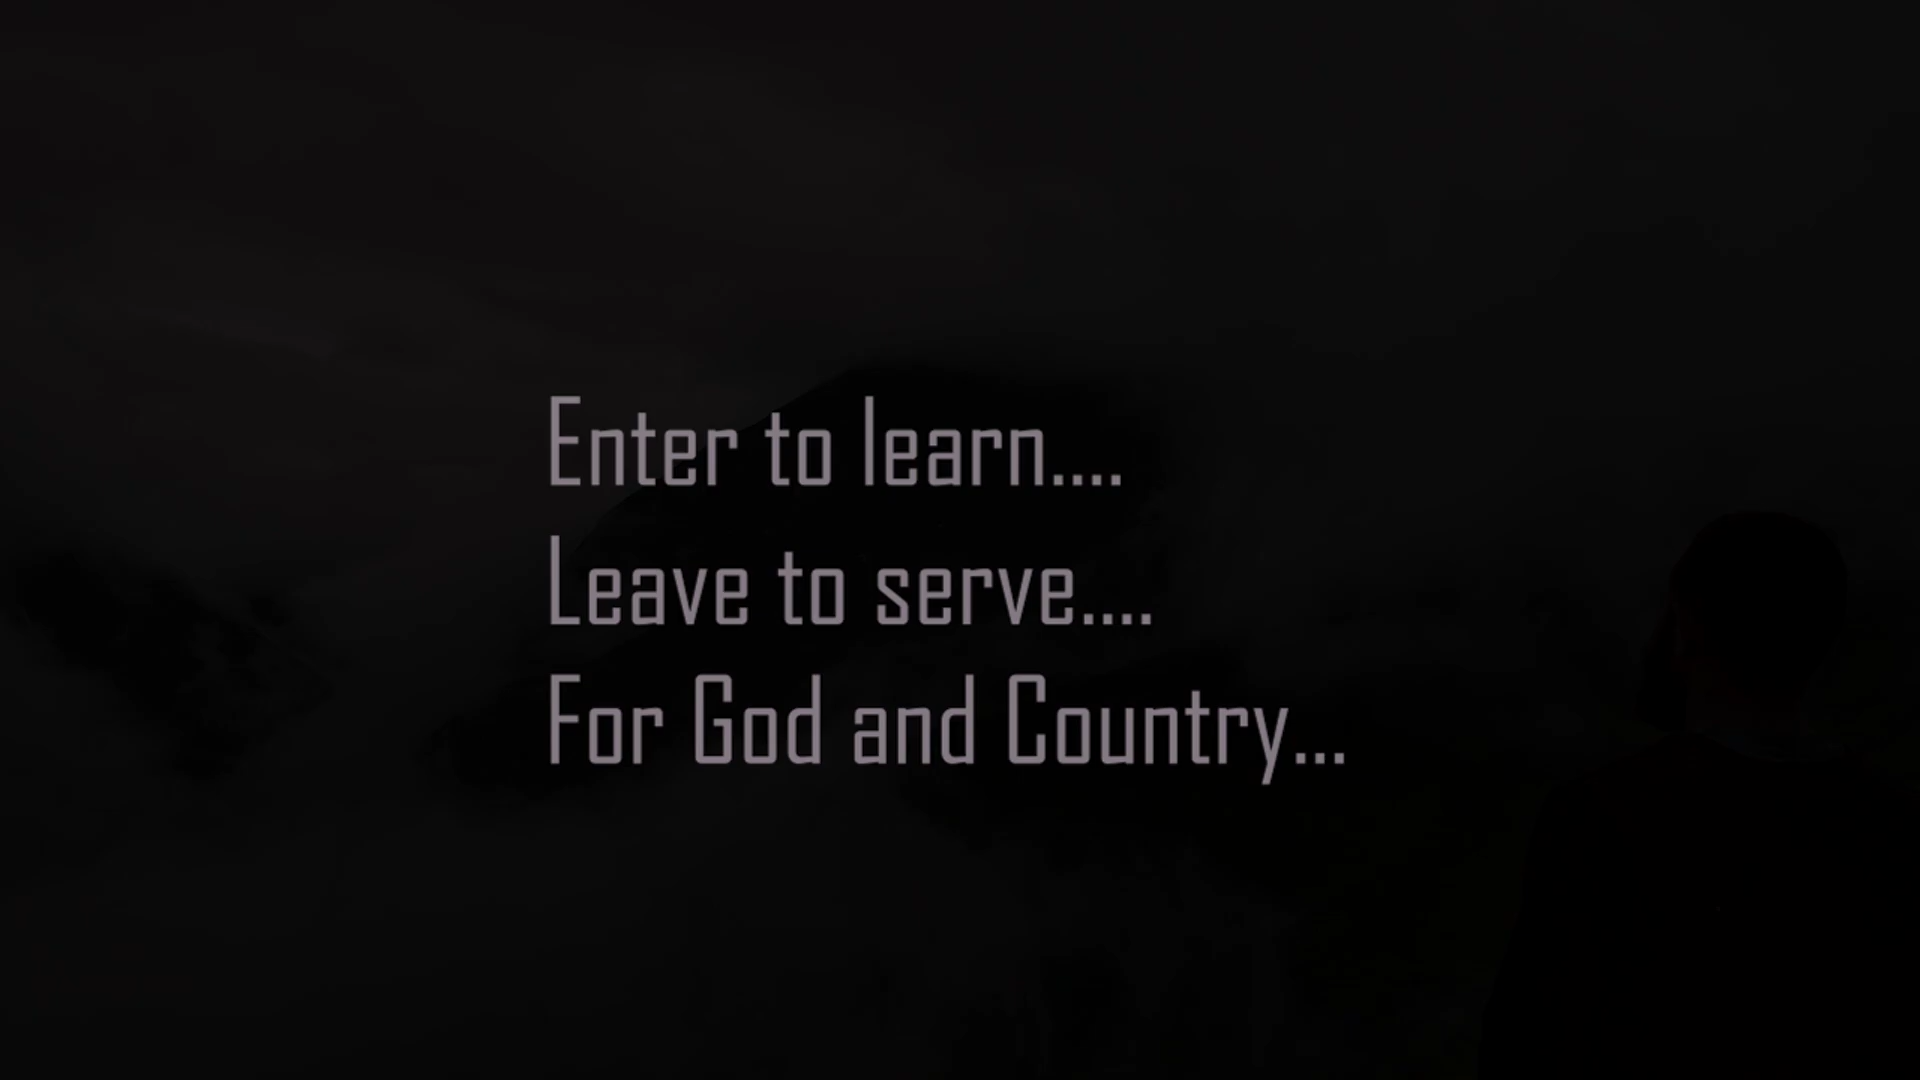 Enter to learn....
Leave to serve....
For God and Country...